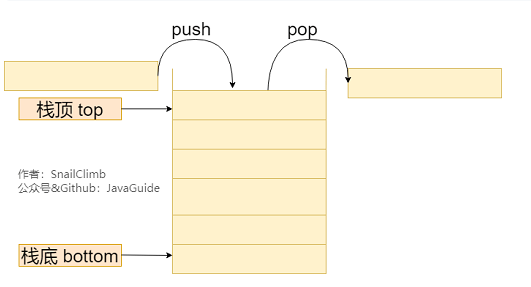 push
pop
栈顶 top
作者：SnailClimb
公众号&Github：JavaGuide
栈底 bottom